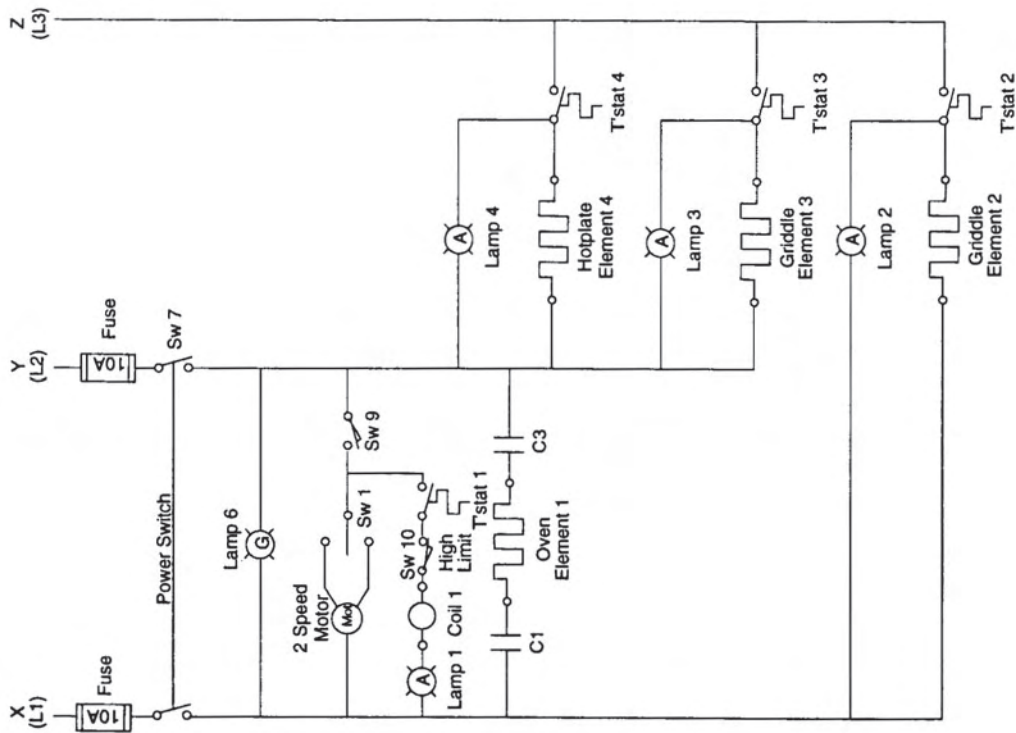 X
(L1)
Y
(L2)
Z
(L3)
10A
Fuse
10A
Fuse
Power Switch
Sw 7
Lamp 6
G
2 Speed
Motor
Mot
Sw 1
Sw 9
Lamp 1
A
Coil 1
Sw 10
High
Limit
T'stat 1
C1
Oven
Element 1
C3
A
Lamp 4
Hotplate
Element 4
T'stat 4
A
Lamp 3
Griddle
Element 3
T'stat 3
A
Lamp 2
Griddle
Element 2
T'stat 2